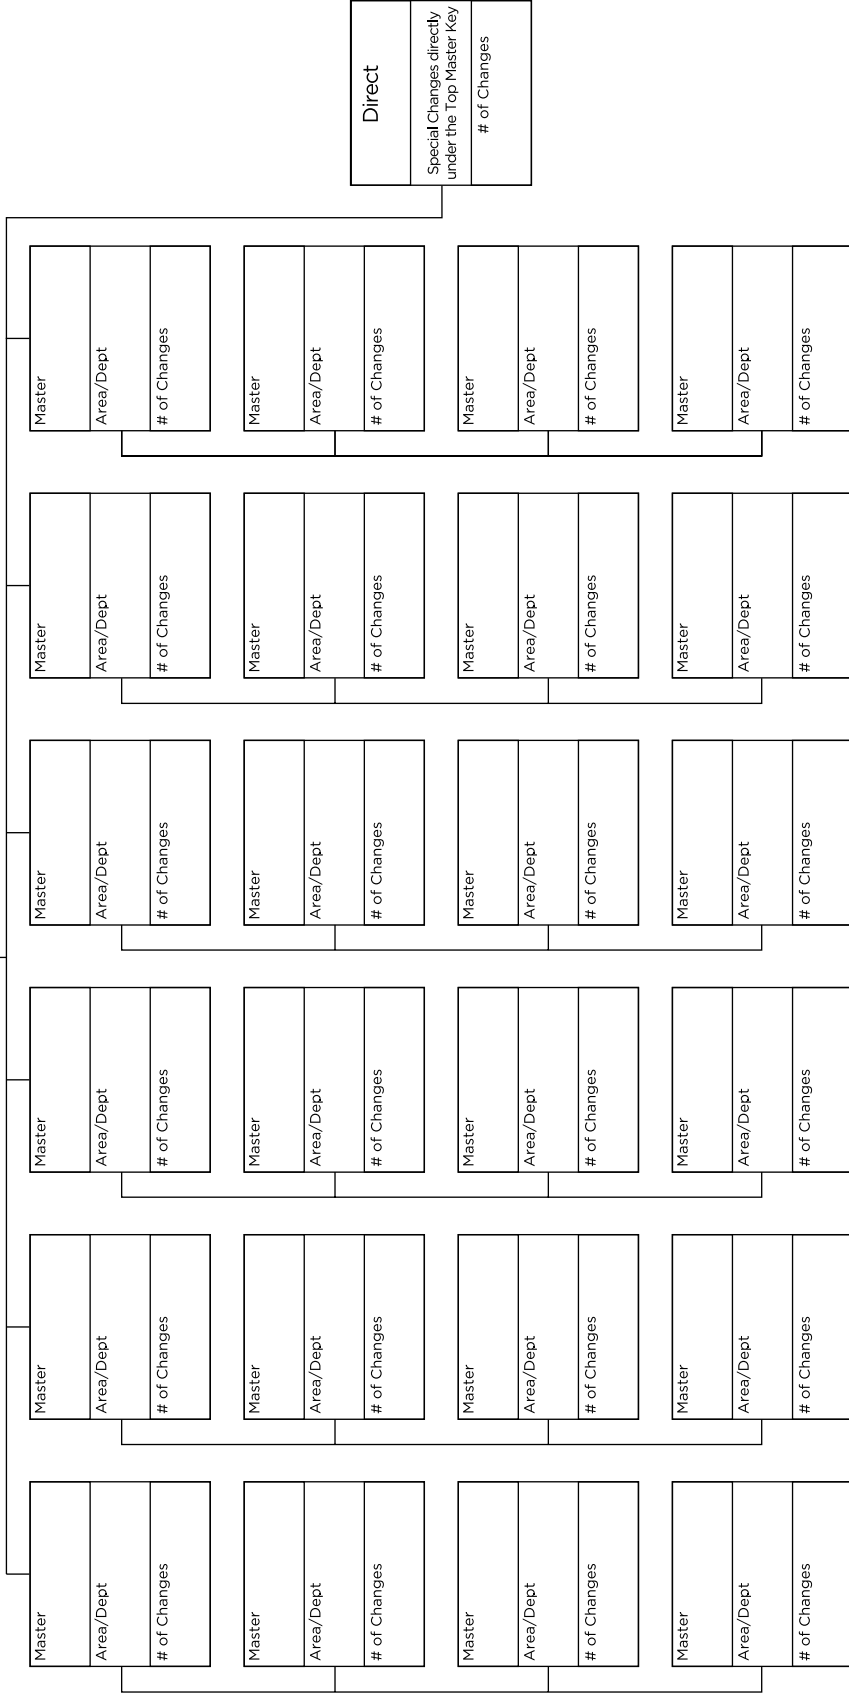 Master
Area/Dept
# of Changes
Master
Area/Dept
# of Changes
Master
Area/Dept
# of Changes
Master
Area/Dept
# of Changes
Master
Area/Dept
# of Changes
Master
Area/Dept
# of Changes
Master
Area/Dept
# of Changes
Master
Area/Dept
# of Changes
Master
Area/Dept
# of Changes
Master
Area/Dept
# of Changes
Master
Area/Dept
# of Changes
Master
Area/Dept
# of Changes
Master
Area/Dept
# of Changes
Master
Area/Dept
# of Changes
Master
Area/Dept
# of Changes
Master
Area/Dept
# of Changes
Master
Area/Dept
# of Changes
Master
Area/Dept
# of Changes
Master
Area/Dept
# of Changes
Master
Area/Dept
# of Changes
Master
Area/Dept
# of Changes
Master
Area/Dept
# of Changes
Master
Area/Dept
# of Changes
Master
Area/Dept
# of Changes
Direct
Special Changes directly
under the Top Master Key
# of Changes